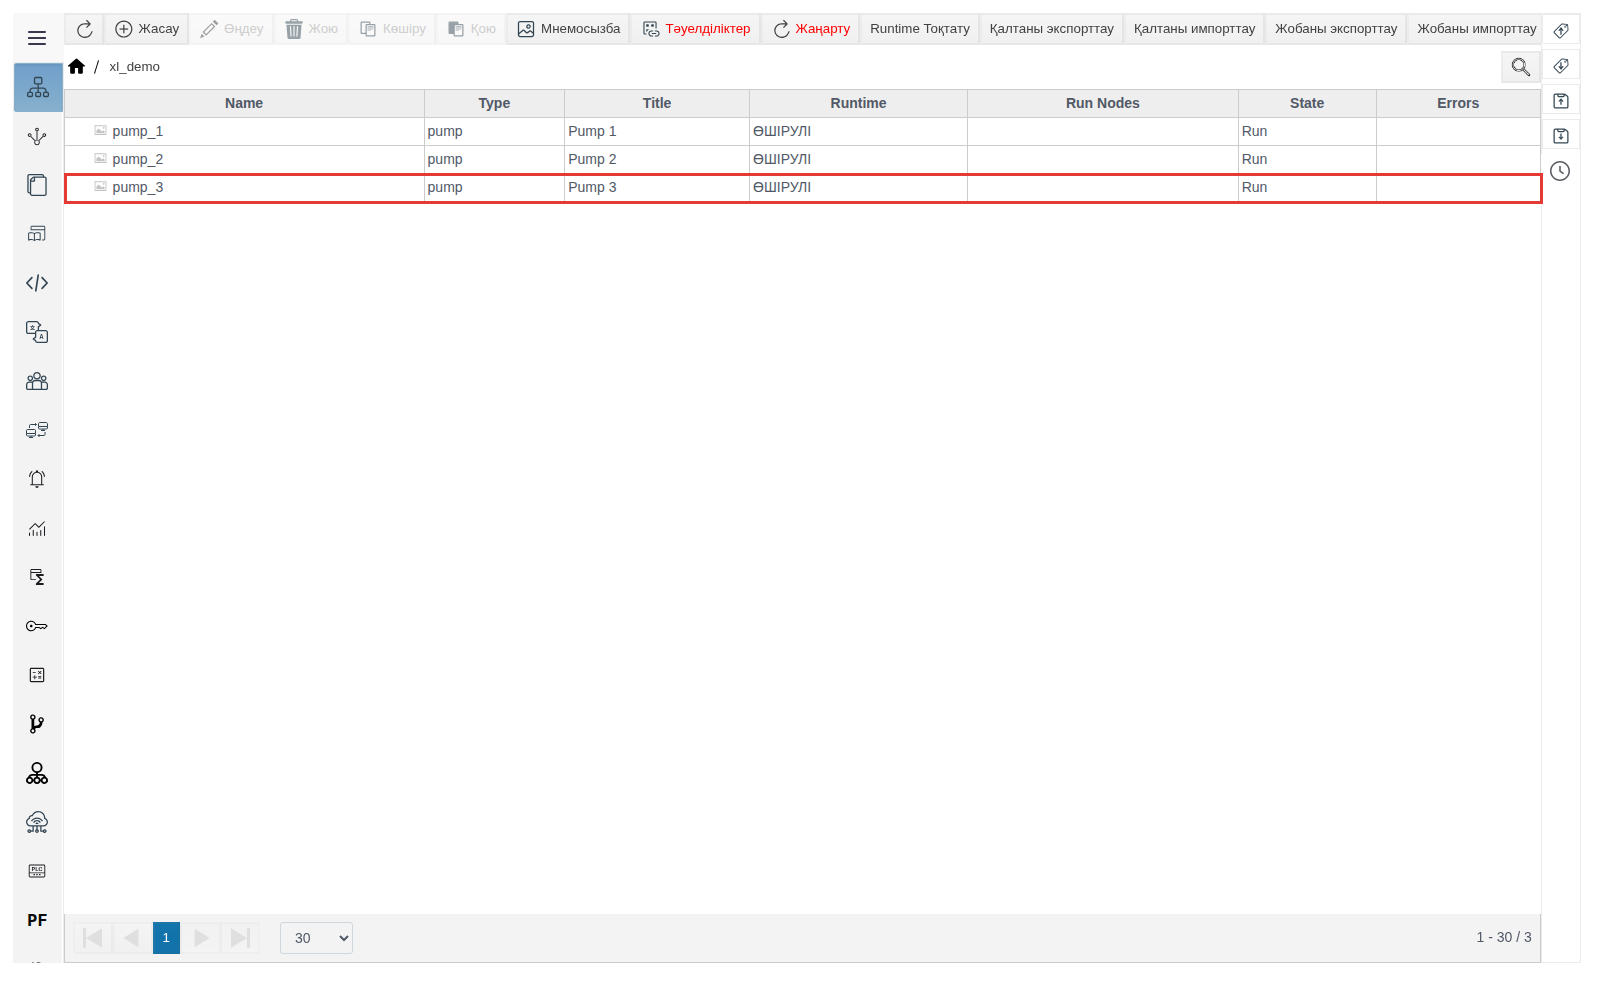 Жасау Өңдеу Жою Көшіру Қою Мнемосызба Тәуелділіктер Жаңарту Runtime Тоқтату Қалтаны экспорттау Қалтаны импорттау Жобаны экспорттау Жобаны импорттау
/ xl_demo
Name Type Title Runtime Run Nodes State Errors
pump_1 pump Pump 1 ӨШІРУЛІ Run
pump_2 pump Pump 2 ӨШІРУЛІ Run
pump_3 pump Pump 3 ӨШІРУЛІ Run
PLC
PF
1 30 1 - 30 / 3